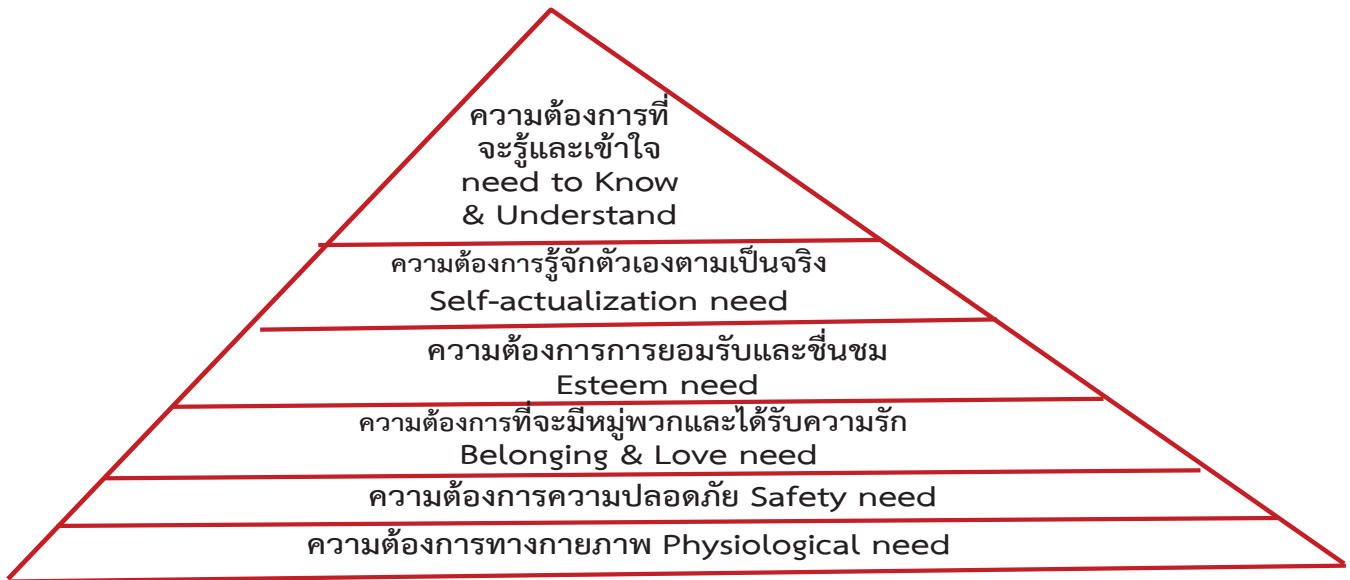 ความต้องการที่
จะรู้และเข้าใจ
need to Know
& Understand
ความต้องการรู้จักตัวเองตามเป็นจริง
Self-actualization need
ความต้องการการยอมรับและชื่นชม
Esteem need
ความต้องการที่จะมีหมู่พวกและได้รับความรัก
Belonging & Love need
ความต้องการความปลอดภัย Safety need
ความต้องการทางกายภาพ Physiological need